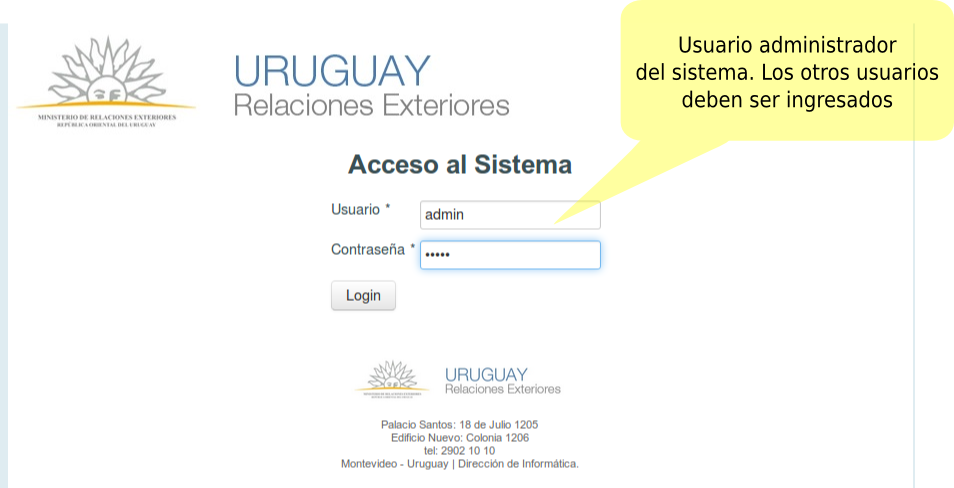 Usuario administrador
del sistema. Los otros usuarios
deben ser ingresados
URUGUAY
Relaciones Exteriores
MINISTERIO DE RELACIONES EXTERIORES
REPÚBLICA ORIENTAL DEL URUGUAY
Acceso al Sistema
Usuario *
admin
Contraseña *
•••••
Login
URUGUAY
Relaciones Exteriores
MINISTERIO DE RELACIONES EXTERIORES
REPÚBLICA ORIENTAL DEL URUGUAY
Palacio Santos: 18 de Julio 1205
Edificio Nuevo: Colonia 1206
tel: 2902 10 10
Montevideo - Uruguay | Dirección de Informática.